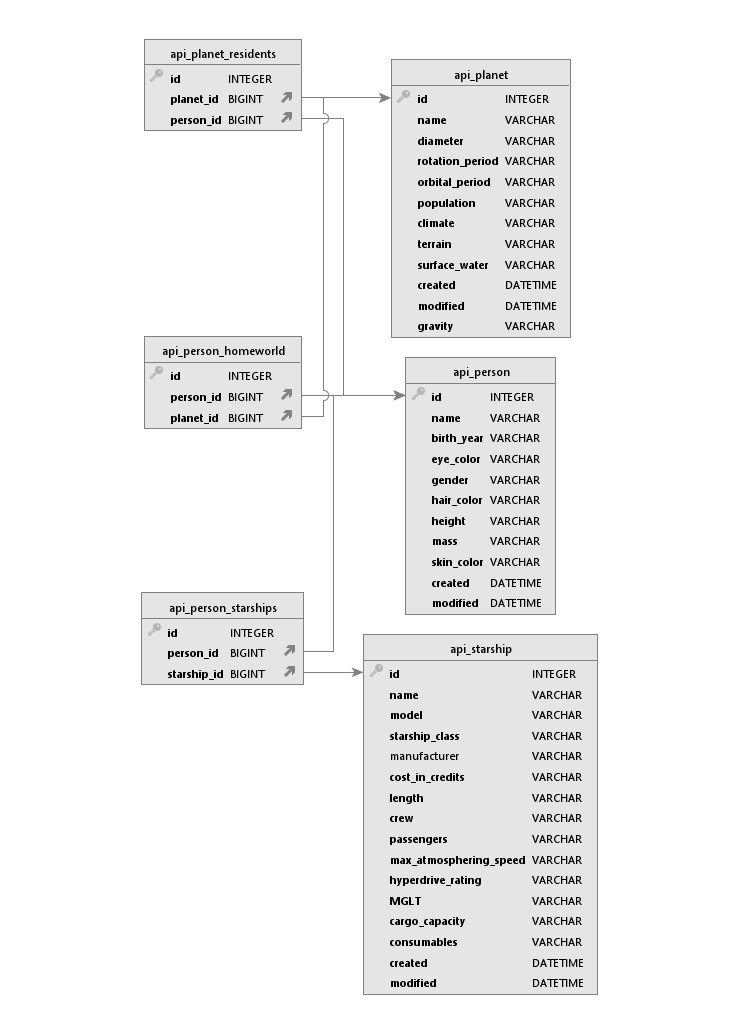 api_planet_residents
id INTEGER
planet_id BIGINT
person_id BIGINT
api_planet
id INTEGER
name VARCHAR
diameter VARCHAR
rotation_period VARCHAR
orbital_period VARCHAR
population VARCHAR
climate VARCHAR
terrain VARCHAR
surface_water VARCHAR
created DATETIME
modified DATETIME
gravity VARCHAR
api_person_homeworld
id INTEGER
person_id BIGINT
planet_id BIGINT
api_person
id INTEGER
name VARCHAR
birth_year VARCHAR
eye_color VARCHAR
gender VARCHAR
hair_color VARCHAR
height VARCHAR
mass VARCHAR
skin_color VARCHAR
created DATETIME
modified DATETIME
api_person_starships
id INTEGER
person_id BIGINT
starship_id BIGINT
api_starship
id INTEGER
name VARCHAR
model VARCHAR
starship_class VARCHAR
manufacturer VARCHAR
cost_in_credits VARCHAR
length VARCHAR
crew VARCHAR
passengers VARCHAR
max_atmosphering_speed VARCHAR
hyperdrive_rating VARCHAR
MGLT VARCHAR
cargo_capacity VARCHAR
consumables VARCHAR
created DATETIME
modified DATETIME